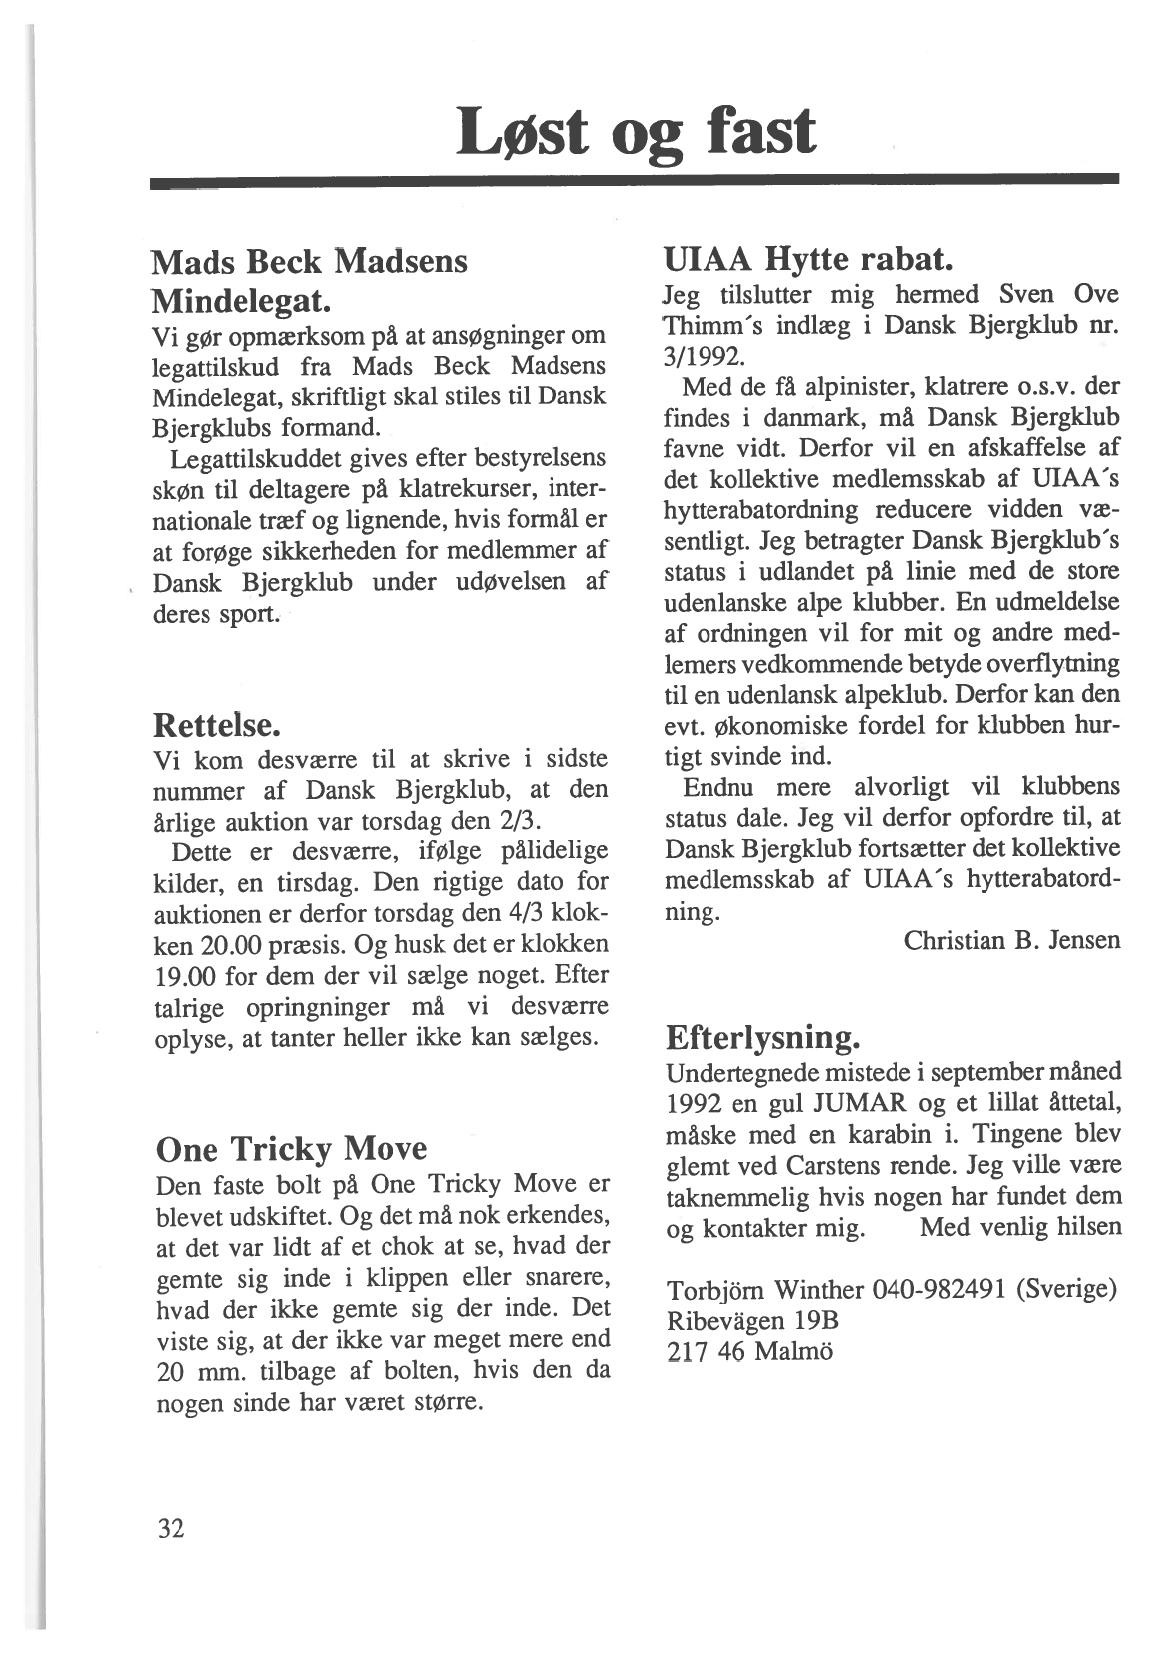 Løst og fast
Mads Beck Madsens
Mindelegat.
Vi gør opmærksom på at ansøgninger om
legattilskud fra Mads Beck Madsens
Mindelegat, skriftligt skal stiles til Dansk
Bjergklubs formand.
Legattilskuddet gives efter bestyrelsens
skøn til deltagere på klatrekurser, inter-
nationale træf og lignende, hvis formål er
at forøge sikkerheden for medlemmer af
Dansk Bjergklub under udøvelsen af
deres sport.
Rettelse.
Vi kom desværre til at skrive i sidste
nummer af Dansk Bjergklub, at den
årlige auktion var torsdag den 2/3.
Dette er desværre, ifølge pålidelige
kilder, en tirsdag. Den rigtige dato for
auktionen er derfor torsdag den 4/3 klok-
ken 20.00 præsis. Og husk det er klokken
19.00 for dem der vil sælge noget. Efter
talrige opringninger må vi desværre
oplyse, at tanter heller ikke kan sælges.
One Tricky Move
Den faste bolt på One Tricky Move er
blevet udskiftet. Og det må nok erkendes,
at det var lidt af et chok at se, hvad der
gemte sig inde i klippen eller snarere,
hvad der ikke gemte sig der inde. Det
viste sig, at der ikke var meget mere end
20 mm. tilbage af bolten, hvis den da
nogen sinde har været større.
UIAA Hytte rabat.
Jeg tilslutter mig hermed Sven Ove
Thimm´s indlæg i Dansk Bjergklub nr.
3/1992.
Med de få alpinister, klatrere o.s.v. der
findes i danmark, må Dansk Bjergklub
favne vidt. Derfor vil en afskaffelse af
det kollektive medlemsskab af UIAA´s
hytterabatordning reducere vidden væ-
sentligt. Jeg betragter Dansk Bjergklub´s
status i udlandet på linie med de store
udenlanske alpe klubber. En udmeldelse
af ordningen vil for mit og andre med-
lemers vedkommende betyde overflytning
til en udenlansk alpeklub. Derfor kan den
evt. økonomiske fordel for klubben hur-
tigt svinde ind.
Endnu mere alvorligt vil klubbens
status dale. Jeg vil derfor opfordre til, at
Dansk Bjergklub fortsætter det kollektive
medlemsskab af UIAA´s hytterabatord-
ning.
Christian B. Jensen
Efterlysning.
Undertegnede mistede i september måned
1992 en gul JUMAR og et lillat åttetal,
måske med en karabin i. Tingene blev
glemt ved Carstens rende. Jeg ville være
taknemmelig hvis nogen har fundet dem
og kontakter mig. Med venlig hilsen
Torbjörn Winther 040-982491 (Sverige)
Ribevägen 19B
217 46 Malmö
32